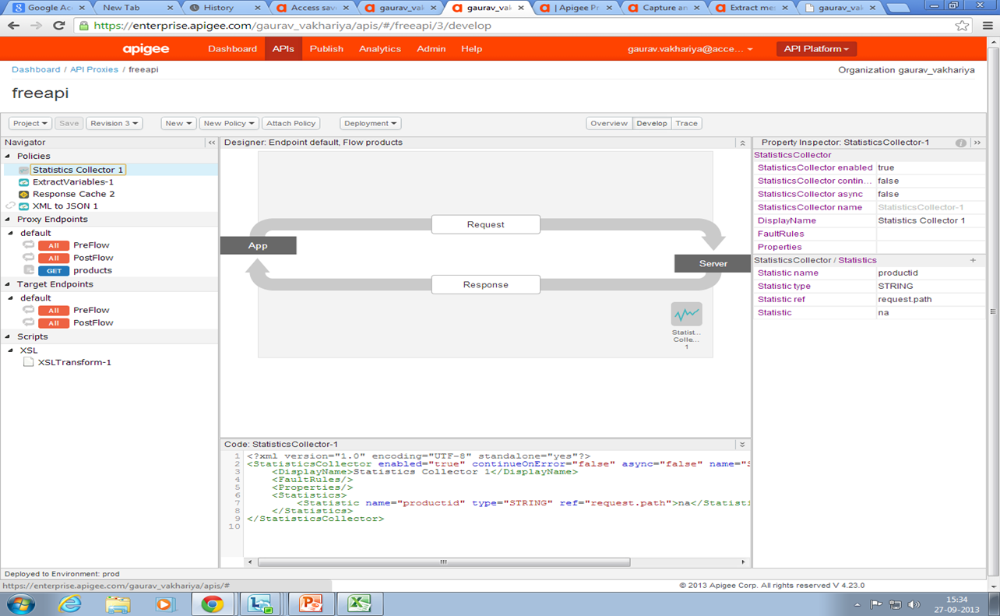 Google Ac
New Tab
History
Access sav
gaurav_vak
gaurav_vak
| Apigee Pr
Capture an
Extract mes
gaurav_vak
https://enterprise.apigee.com/gaurav_vakhariya/apis/#/freeapi/3/develop
apigee Dashboard APIs Publish Analytics Admin Help gaurav.vakhariya@acce... API Platform
Dashboard / API Proxies / freeapi Organization gaurav_vakhariya
freeapi
Project Save Revision 3 New New Policy Attach Policy Deployment Overview Develop Trace
Navigator
Policies
Statistics Collector 1
ExtractVariables-1
Response Cache 2
XML to JSON 1
Proxy Endpoints
default
All PreFlow
All PostFlow
GET products
Target Endpoints
default
All PreFlow
All PostFlow
Scripts
XSL
XSLTransform-1
Designer: Endpoint default, Flow products
Request
App
Server
Response
Statist...
Colle...
1
Property Inspector: StatisticsCollector-1
StatisticsCollector
StatisticsCollector enabled true
StatisticsCollector contin... false
StatisticsCollector async false
StatisticsCollector name StatisticsCollector-1
DisplayName Statistics Collector 1
FaultRules
Properties
StatisticsCollector / Statistics +
Statistic name productid
Statistic type STRING
Statistic ref request.path
Statistic na
Code: StatisticsCollector-1
1 <?xml version="1.0" encoding="UTF-8" standalone="yes"?>
2 <StatisticsCollector enabled="true" continueOnError="false" async="false" name="S
3 <DisplayName>Statistics Collector 1</DisplayName>
4 <FaultRules/>
5 <Properties/>
6 <Statistics>
7 <Statistic name="productid" type="STRING" ref="request.path">na</Statisti
8 </Statistics>
9 </StatisticsCollector>
10
Deployed to Environment: prod
https://enterprise.apigee.com/gaurav_vakhariya/apis/#
© 2013 Apigee Corp. All rights reserved V 4.23.0
15:34
27-09-2013